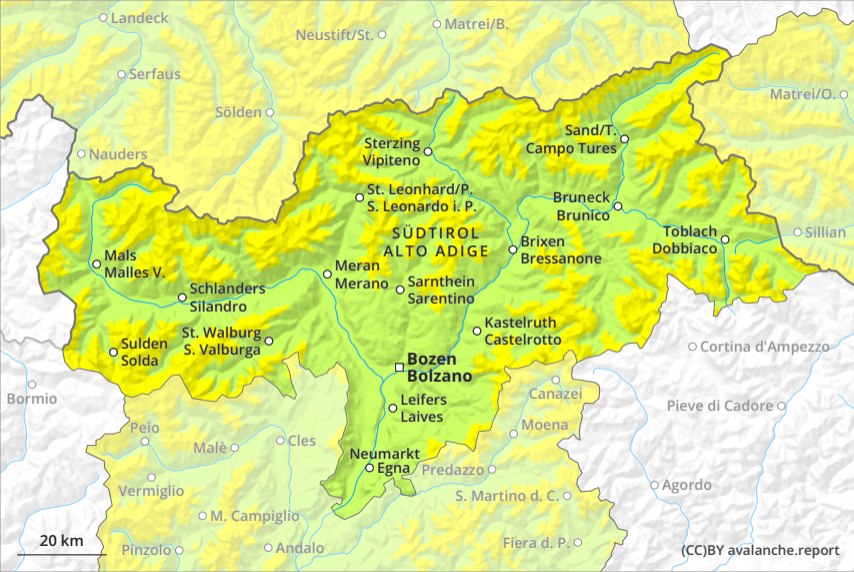 Landeck
Matrei/B.
Neustift/St.
Serfaus
Matrei/O.
Sölden
Sand/T.
Campo Tures
Sterzing
Vipiteno
Nauders
St. Leonhard/P.
S. Leonardo i. P.
Bruneck
Brunico
SÜDTIROL
ALTO ADIGE
Toblach
Dobbiaco
Sillian
Brixen
Bressanone
Mals
Malles V.
Meran
Merano
Sarnthein
Sarentino
Schlanders
Silandro
Kastelruth
Castelrotto
St. Walburg
S. Valburga
Sulden
Solda
Cortina d'Ampezzo
Bozen
Bolzano
Bormio
Canazei
Leifers
Laives
Pieve di Cadore
Peio
Moena
Malè
Cles
Neumarkt
Egna
Predazzo
Vermiglio
Agordo
S. Martino d. C.
M. Campiglio
20 km
Pinzolo
Andalo
Fiera d. P.
(CC)BY avalanche.report